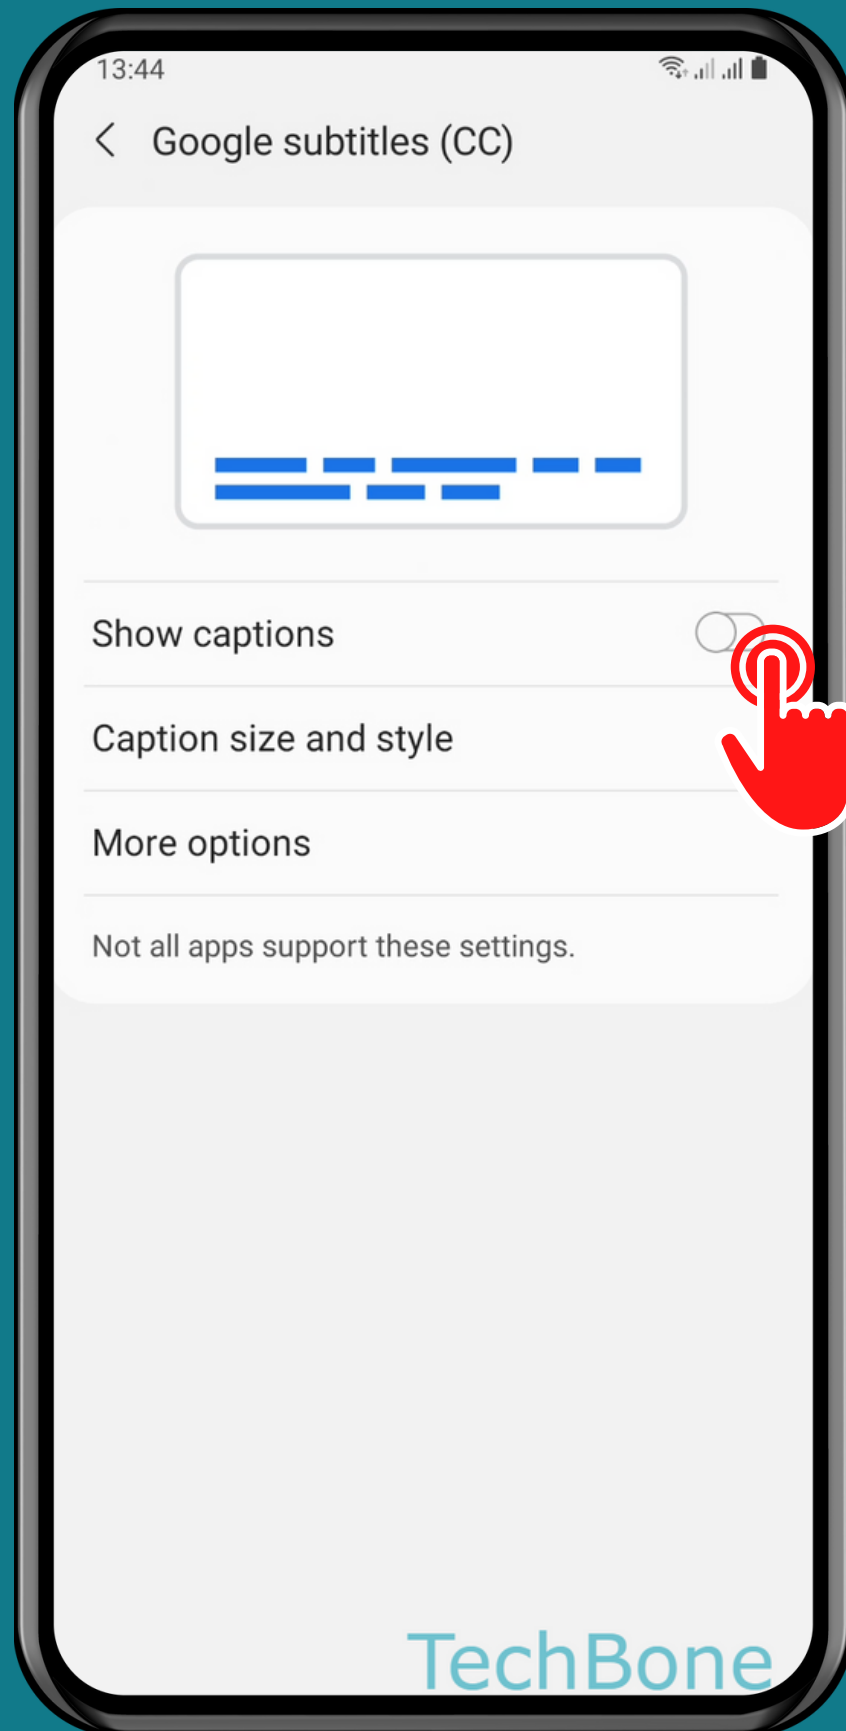 13:44
Google subtitles (CC)
Show captions
Caption size and style
More options
Not all apps support these settings.
TechBone